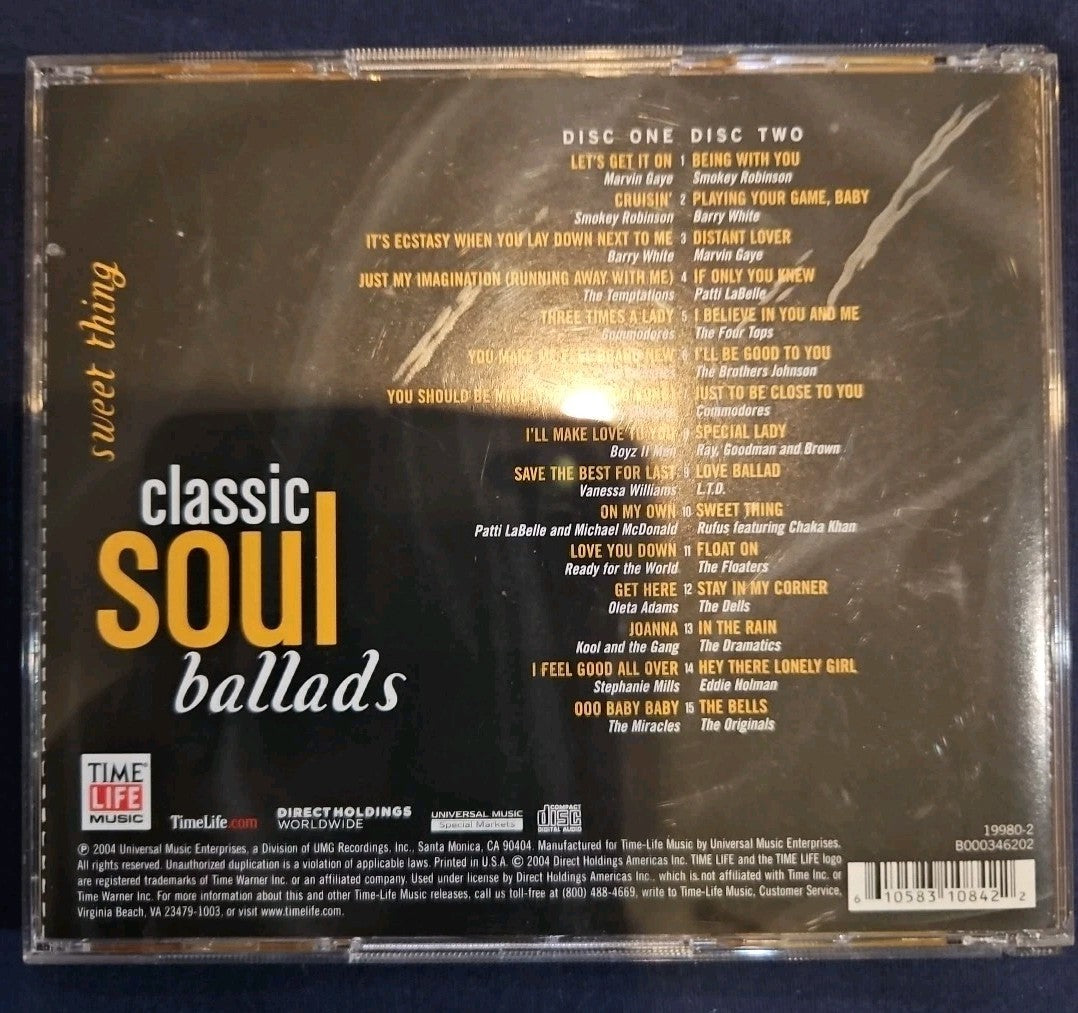 DISC ONE DISC TWO
LET'S GET IT ON 1 BEING WITH YOU
Marvin Gaye Smokey Robinson
CRUISIN' 2 PLAYING YOUR GAME, BABY
Smokey Robinson Barry White
IT'S ECSTASY WHEN YOU LAY DOWN NEXT TO ME 3 DISTANT LOVER
Barry White Marvin Gaye
JUST MY IMAGINATION (RUNNING AWAY WITH ME) 4 IF ONLY YOU KNEW
The Temptations Patti LaBelle
THREE TIMES A LADY 5 I BELIEVE IN YOU AND ME
Commodores The Four Tops
YOU MAKE ME FEEL BRAND NEW 6 I'LL BE GOOD TO YOU
The Brothers Johnson
YOU SHOULD BE MINE 7 JUST TO BE CLOSE TO YOU
Commodores
I'LL MAKE LOVE TO YOU 8 SPECIAL LADY
Boyz II Men Ray, Goodman and Brown
SAVE THE BEST FOR LAST 9 LOVE BALLAD
Vanessa Williams L.T.D.
ON MY OWN 10 SWEET THING
Patti LaBelle and Michael McDonald Rufus featuring Chaka Khan
LOVE YOU DOWN 11 FLOAT ON
Ready for the World The Floaters
GET HERE 12 STAY IN MY CORNER
Oleta Adams The Dells
JOANNA 13 IN THE RAIN
Kool and the Gang The Dramatics
I FEEL GOOD ALL OVER 14 HEY THERE LONELY GIRL
Stephanie Mills Eddie Holman
OOO BABY BABY 15 THE BELLS
The Miracles The Originals
sweet thing
classic
soul
ballads
TIME
LIFE
MUSIC
TimeLife.com
DIRECT HOLDINGS
WORLDWIDE
UNIVERSAL MUSIC
Special Markets
COMPACT
disc
DIGITAL AUDIO
19980-2
B000346202
℗ 2004 Universal Music Enterprises, a Division of UMG Recordings, Inc., Santa Monica, CA 90404. Manufactured for Time-Life Music by Universal Music Enterprises.
All rights reserved. Unauthorized duplication is a violation of applicable laws. Printed in U.S.A. © 2004 Direct Holdings Americas Inc. TIME LIFE and the TIME LIFE logo
are registered trademarks of Time Warner Inc. or an affiliated company. Used under license by Direct Holdings Americas Inc., which is not affiliated with Time Inc. or
Time Warner Inc. For more information about this and other Time-Life Music releases, call us toll-free at (800) 488-4669, write to Time-Life Music, Customer Service,
Virginia Beach, VA 23479-1003, or visit www.timelife.com.
6 10583 10842 2